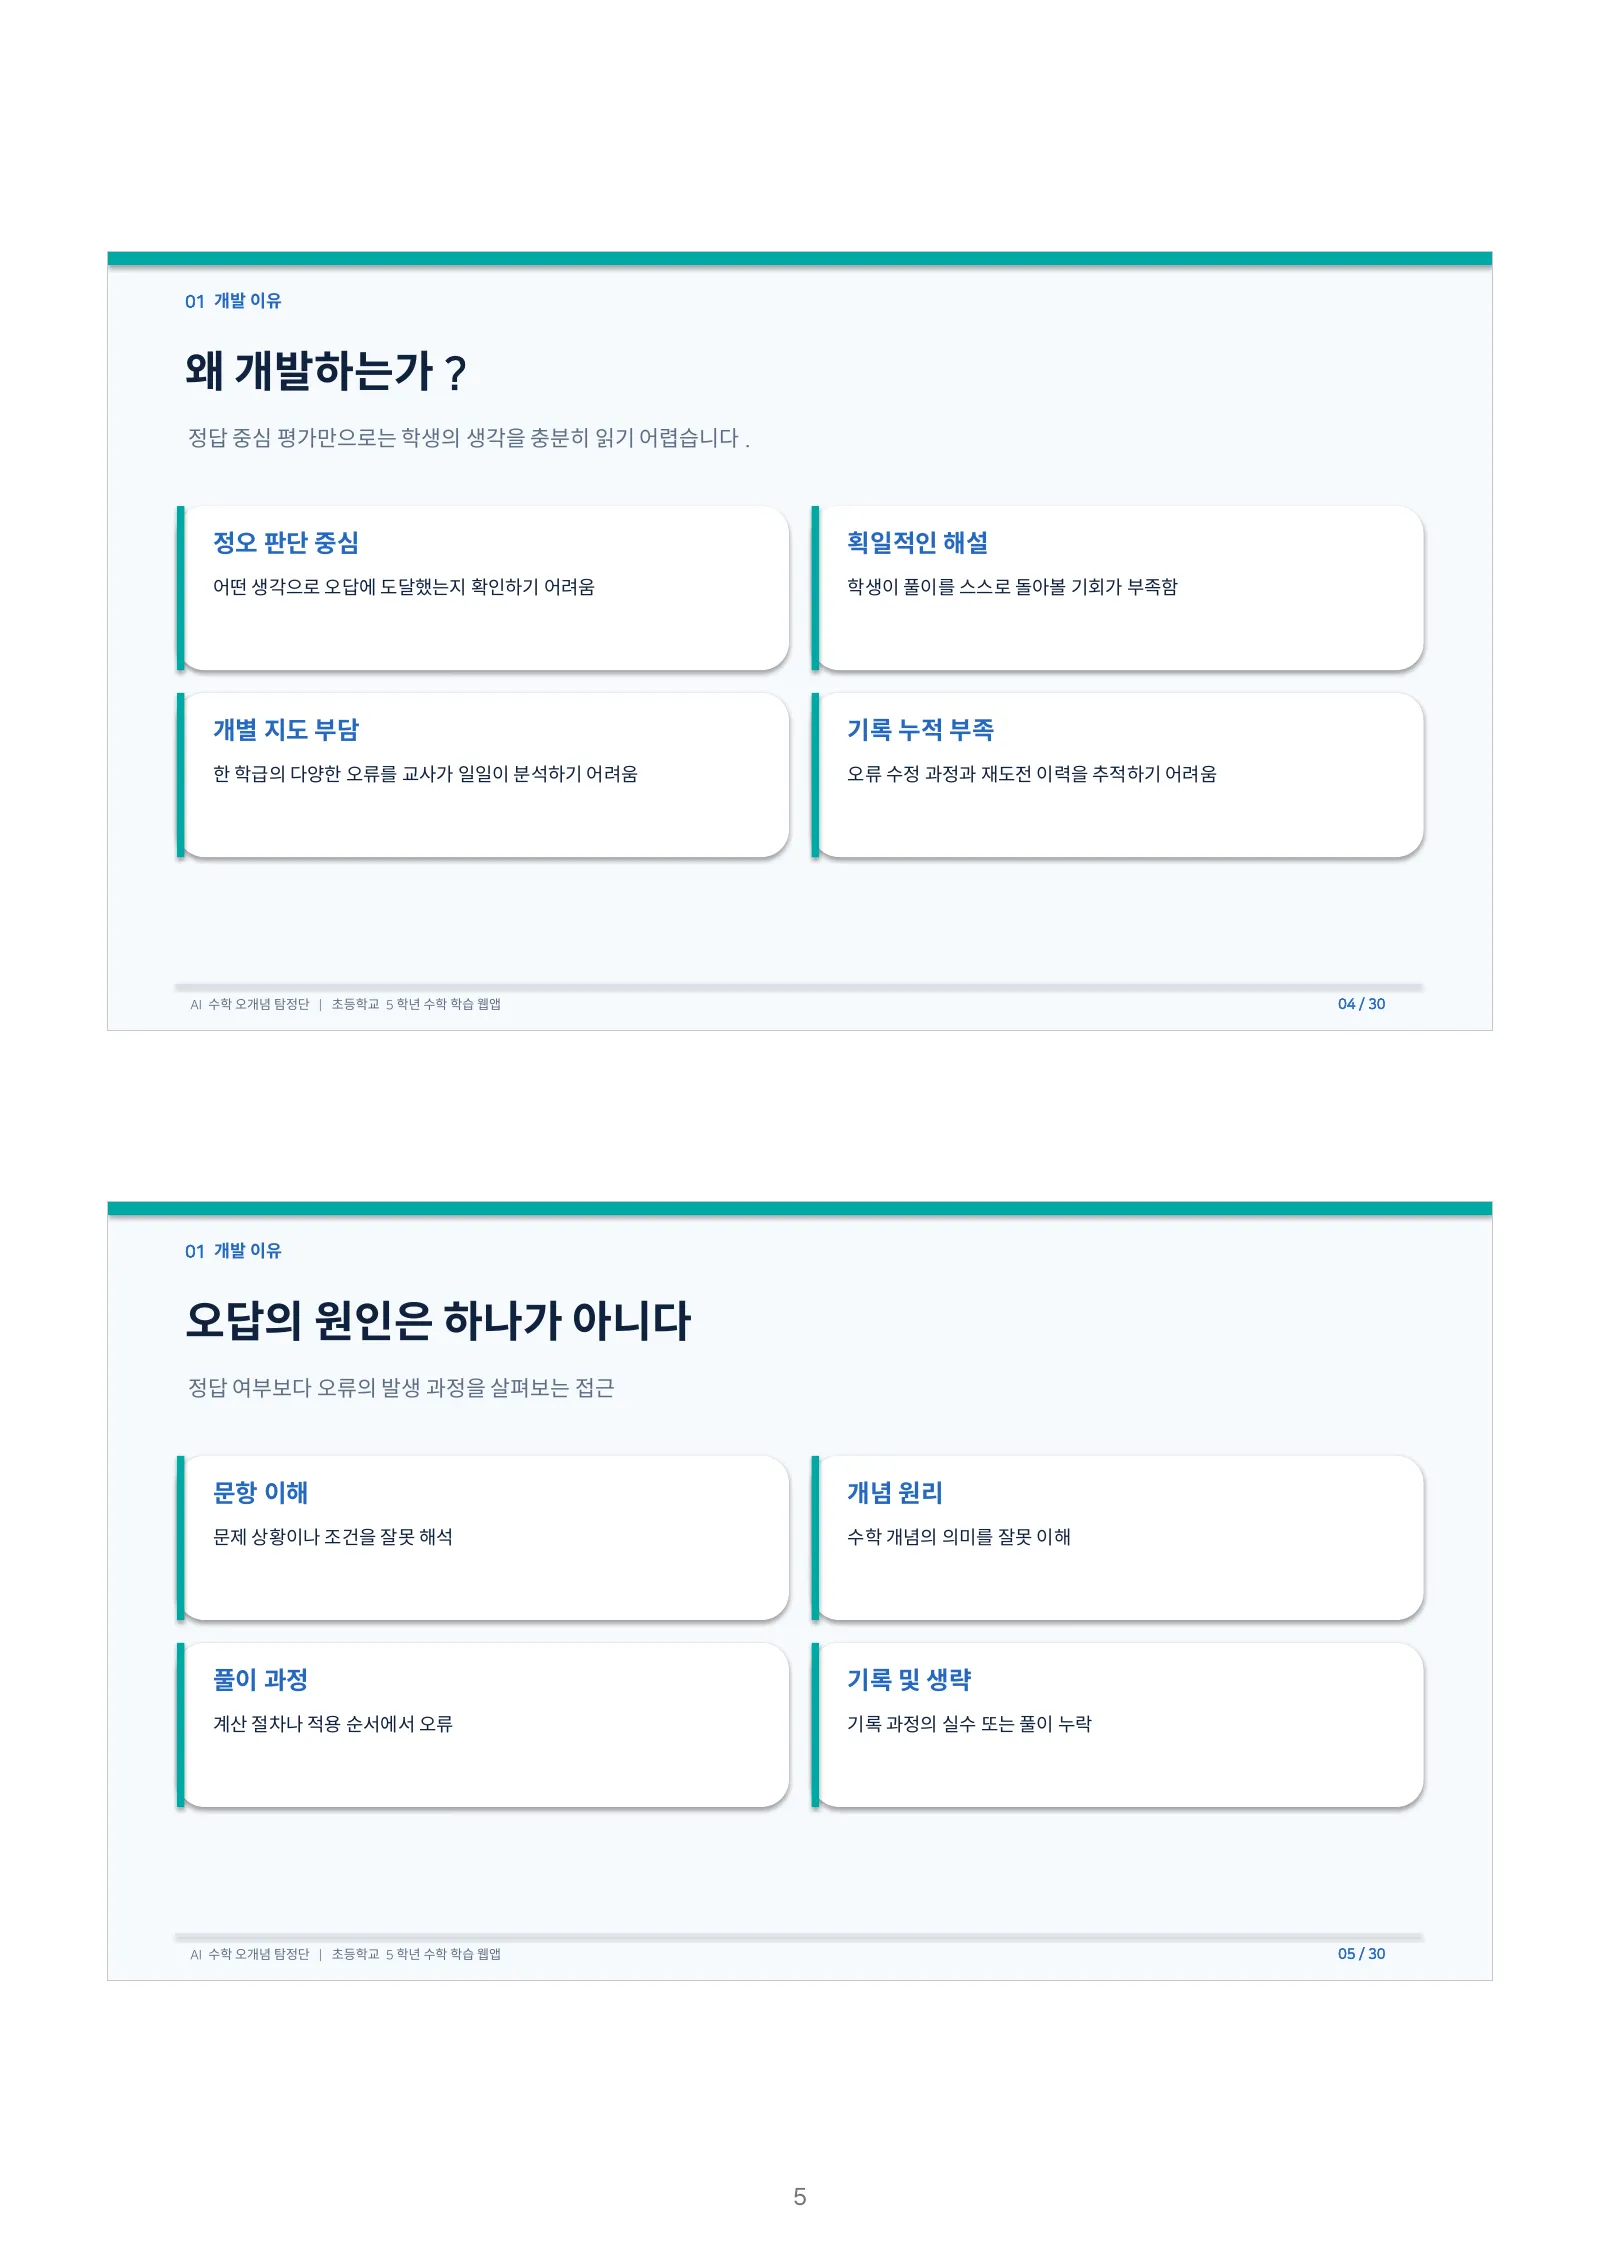 01 개발 이유
왜 개발하는가 ?
정답 중심 평가만으로는 학생의 생각을 충분히 읽기 어렵습니다 .
정오 판단 중심
어떤 생각으로 오답에 도달했는지 확인하기 어려움
획일적인 해설
학생이 풀이를 스스로 돌아볼 기회가 부족함
개별 지도 부담
한 학급의 다양한 오류를 교사가 일일이 분석하기 어려움
기록 누적 부족
오류 수정 과정과 재도전 이력을 추적하기 어려움
AI 수학 오개념 탐정단 | 초등학교 5 학년 수학 학습 웹앱
04 / 30
01 개발 이유
오답의 원인은 하나가 아니다
정답 여부보다 오류의 발생 과정을 살펴보는 접근
문항 이해
문제 상황이나 조건을 잘못 해석
개념 원리
수학 개념의 의미를 잘못 이해
풀이 과정
계산 절차나 적용 순서에서 오류
기록 및 생략
기록 과정의 실수 또는 풀이 누락
AI 수학 오개념 탐정단 | 초등학교 5 학년 수학 학습 웹앱
05 / 30
5